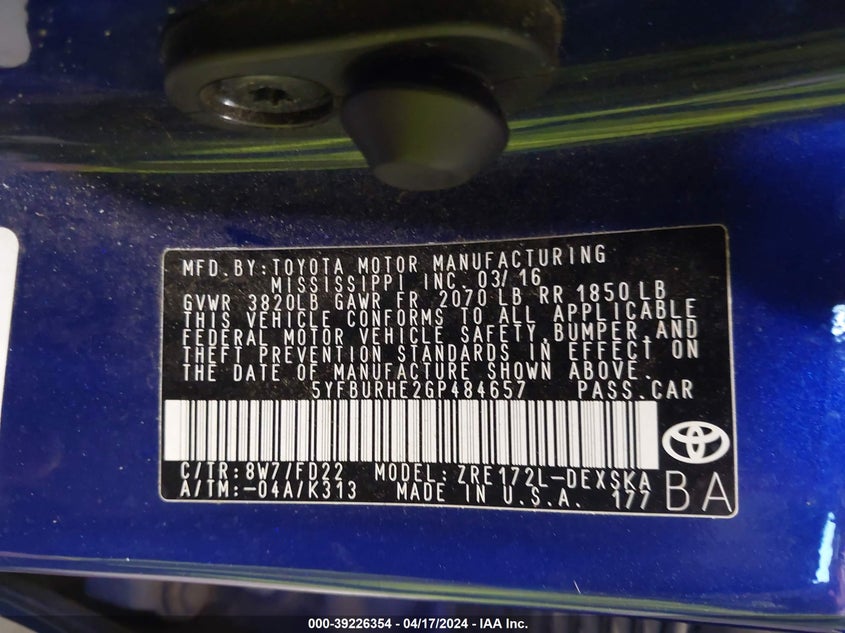 MFD.BY:TOYOTA MOTOR MANUFACTURING
MISSISSIPPI INC.03/16
GVWR 3820LB GAWR FR 2070 LB RR 1850 LB
THIS VEHICLE CONFORMS TO ALL APPLICABLE
FEDERAL MOTOR VEHICLE SAFETY,BUMPER,AND
THEFT PREVENTION STANDARDS IN EFFECT ON
THE DATE OF MANUFACTURE SHOWN ABOVE.
5YFBURHE2GP484657 PASS.CAR
C/TR:8W7/FD22 MODEL:ZRE172L-DEXSKA
A/TM:-04A/K313 MADE IN U.S.A. 177 BA
000-39226354 / 04/17/2024 - IAA Inc.